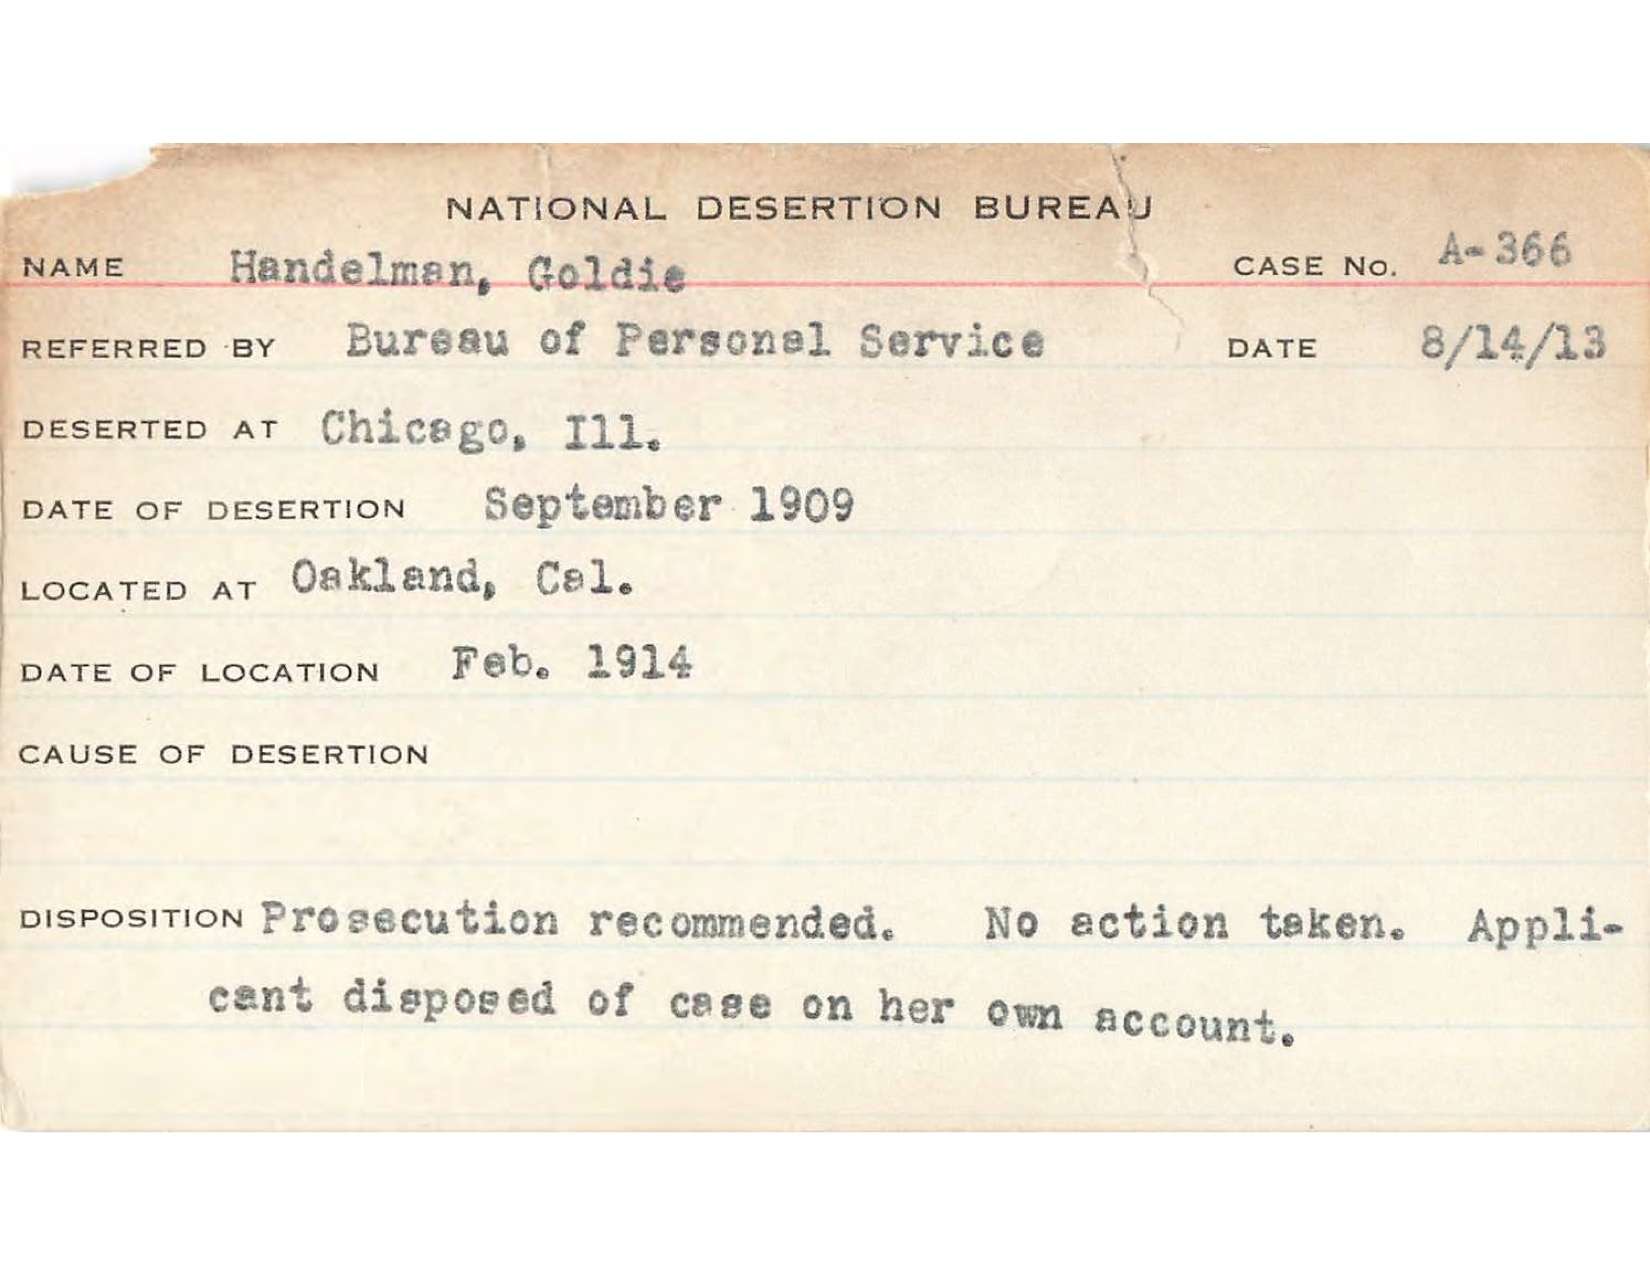 NATIONAL DESERTION BUREAU
NAME Handelman, Goldie CASE No. A-366
REFERRED BY Bureau of Personal Service DATE 8/14/13
DESERTED AT Chicago, Ill.
DATE OF DESERTION September 1909
LOCATED AT Oakland, Cal.
DATE OF LOCATION Feb. 1914
CAUSE OF DESERTION
DISPOSITION Prosecution recommended. No action taken. Appli-
cant disposed of case on her own account.